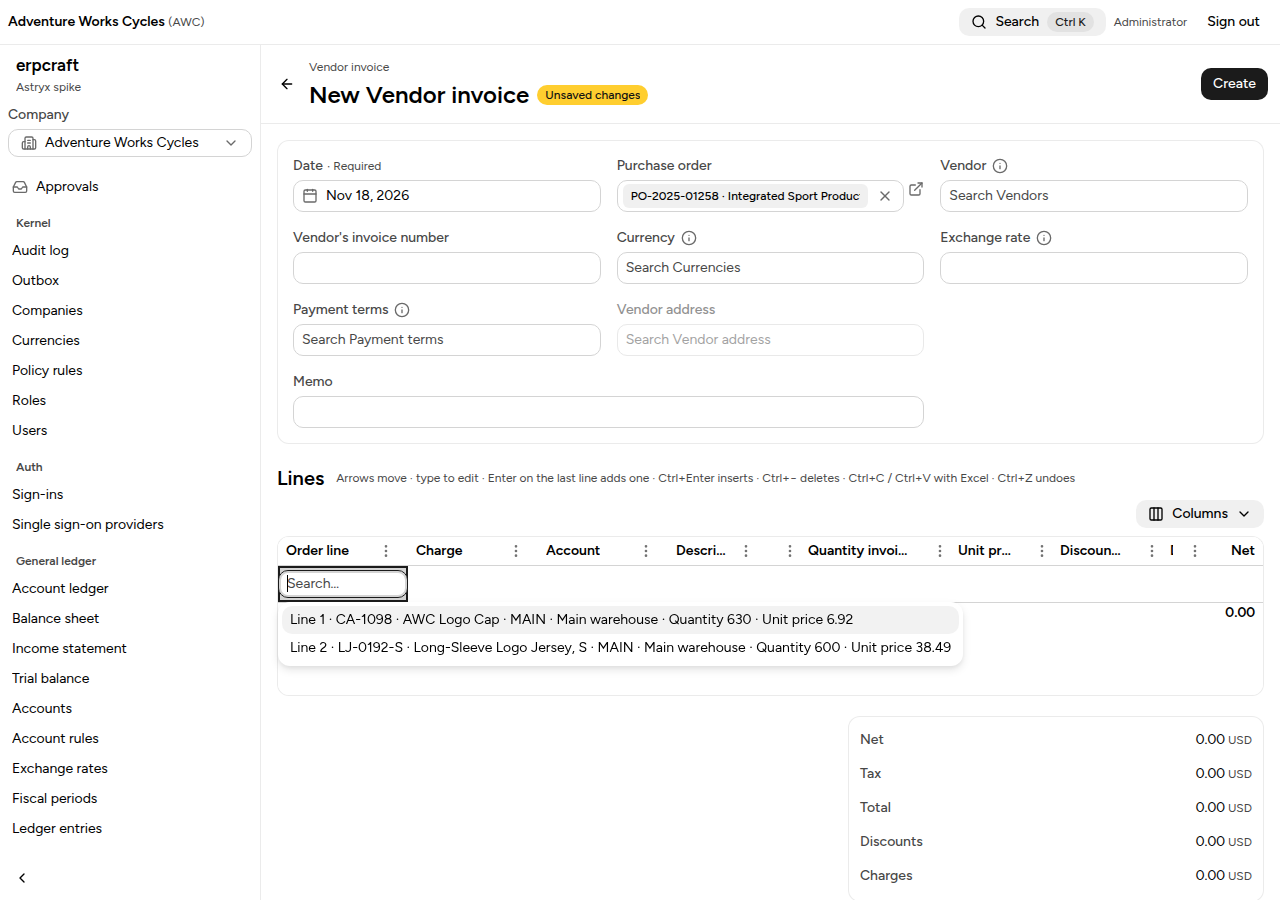 Adventure Works Cycles (AWC)
Search Ctrl K
Administrator
Sign out
erpcraft
Astryx spike
Company
Adventure Works Cycles
Approvals
Kernel
Audit log
Outbox
Companies
Currencies
Policy rules
Roles
Users
Auth
Sign-ins
Single sign-on providers
General ledger
Account ledger
Balance sheet
Income statement
Trial balance
Accounts
Account rules
Exchange rates
Fiscal periods
Ledger entries
Vendor invoice
New Vendor invoice Unsaved changes
Create
Date · Required
Nov 18, 2026
Purchase order
PO-2025-01258 · Integrated Sport Produc
Vendor
Search Vendors
Vendor's invoice number
Currency
Search Currencies
Exchange rate
Payment terms
Search Payment terms
Vendor address
Search Vendor address
Memo
Lines Arrows move · type to edit · Enter on the last line adds one · Ctrl+Enter inserts · Ctrl+− deletes · Ctrl+C / Ctrl+V with Excel · Ctrl+Z undoes
Columns
Order line Charge Account Descri... Quantity invoi... Unit pr... Discoun... Net
Search...
0.00
Line 1 · CA-1098 · AWC Logo Cap · MAIN · Main warehouse · Quantity 630 · Unit price 6.92
Line 2 · LJ-0192-S · Long-Sleeve Logo Jersey, S · MAIN · Main warehouse · Quantity 600 · Unit price 38.49
Net 0.00 USD
Tax 0.00 USD
Total 0.00 USD
Discounts 0.00 USD
Charges 0.00 USD